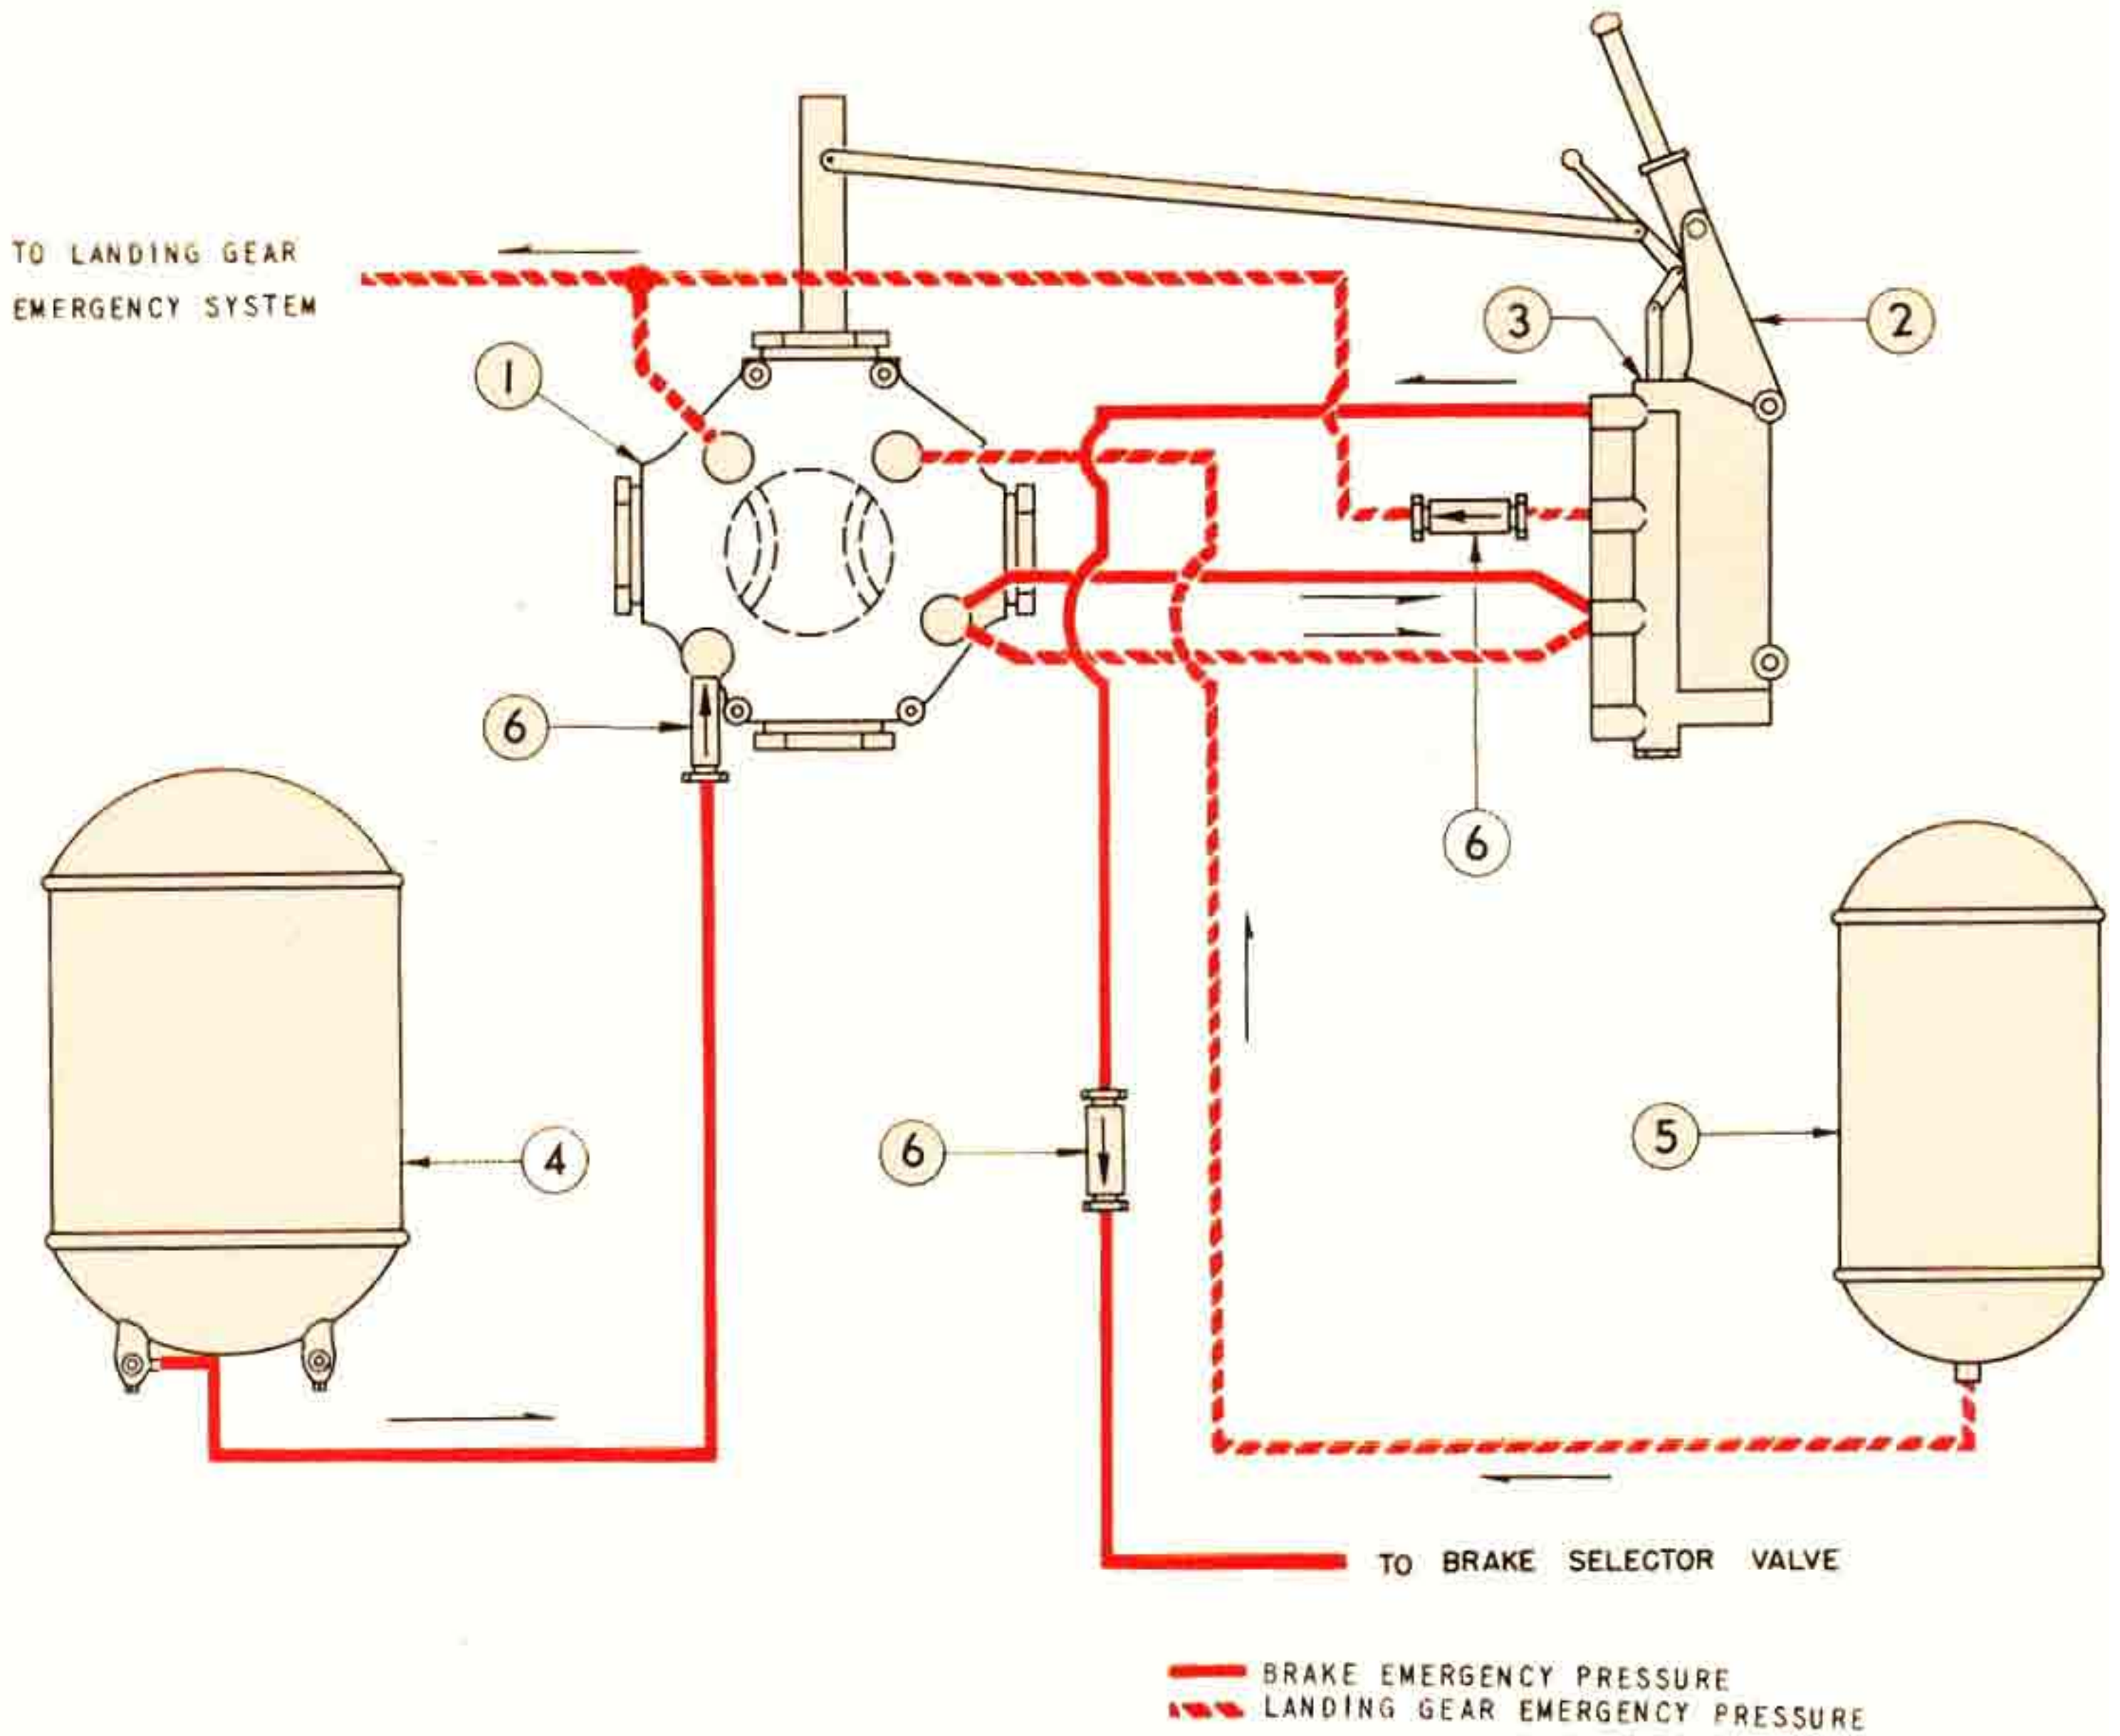 TO LANDING GEAR
EMERGENCY SYSTEM
1
3
2
6
6
4
6
5
TO BRAKE SELECTOR VALVE
BRAKE EMERGENCY PRESSURE
LANDING GEAR EMERGENCY PRESSURE